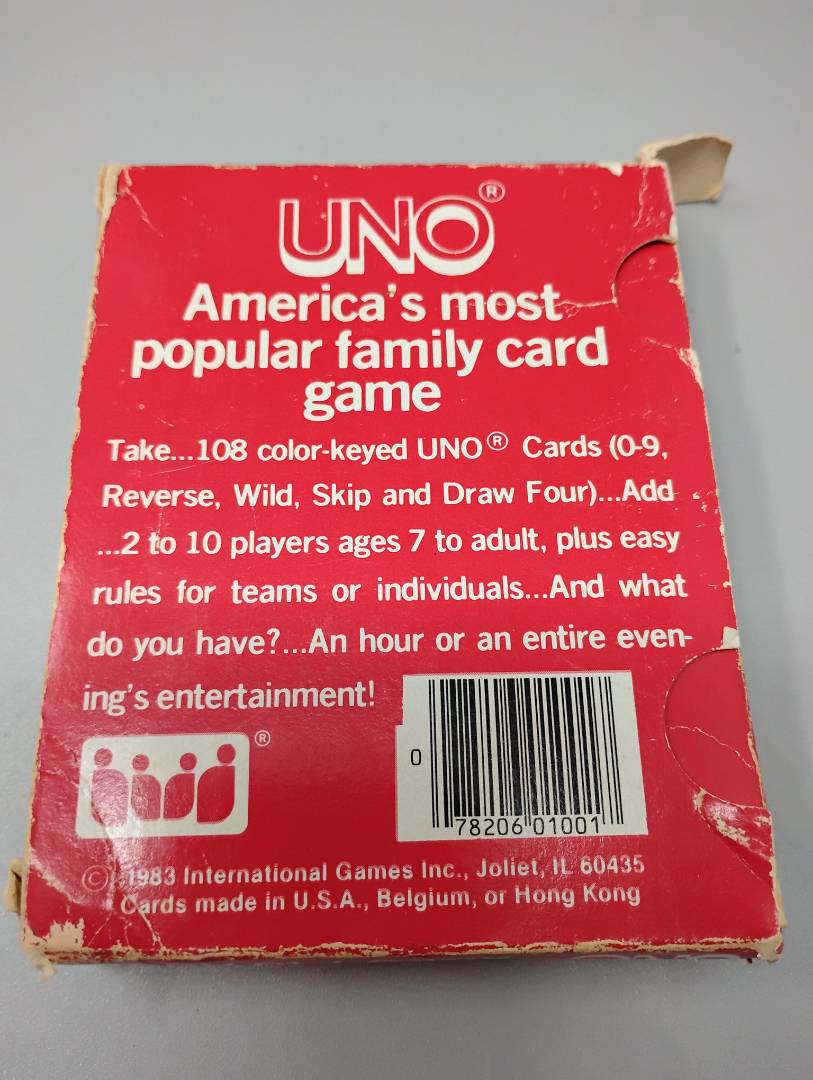 UNO®
America's most
popular family card
game
Take...108 color-keyed UNO® Cards (0-9,
Reverse, Wild, Skip and Draw Four)...Add
...2 to 10 players ages 7 to adult, plus easy
rules for teams or individuals...And what
do you have?...An hour or an entire even-
ing's entertainment!
®
0 78206 01001
© 1983 International Games Inc., Joliet, IL 60435
Cards made in U.S.A., Belgium, or Hong Kong